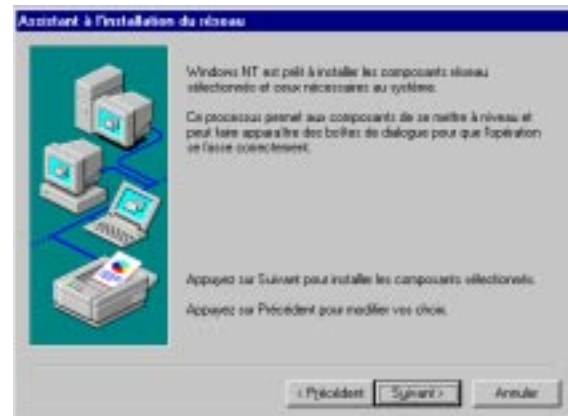 Assistant à l'installation du réseau
Windows NT est prêt à installer les composants réseau
sélectionnés et ceux nécessaires au système.
Ce processus permet aux composants de se mettre à niveau et
peut faire apparaître des boîtes de dialogue pour que l'opération
se fasse correctement.
Appuyez sur Suivant pour installer les composants sélectionnés.
Appuyez sur Précédent pour modifier vos choix.
< Précédent
Suivant >
Annuler